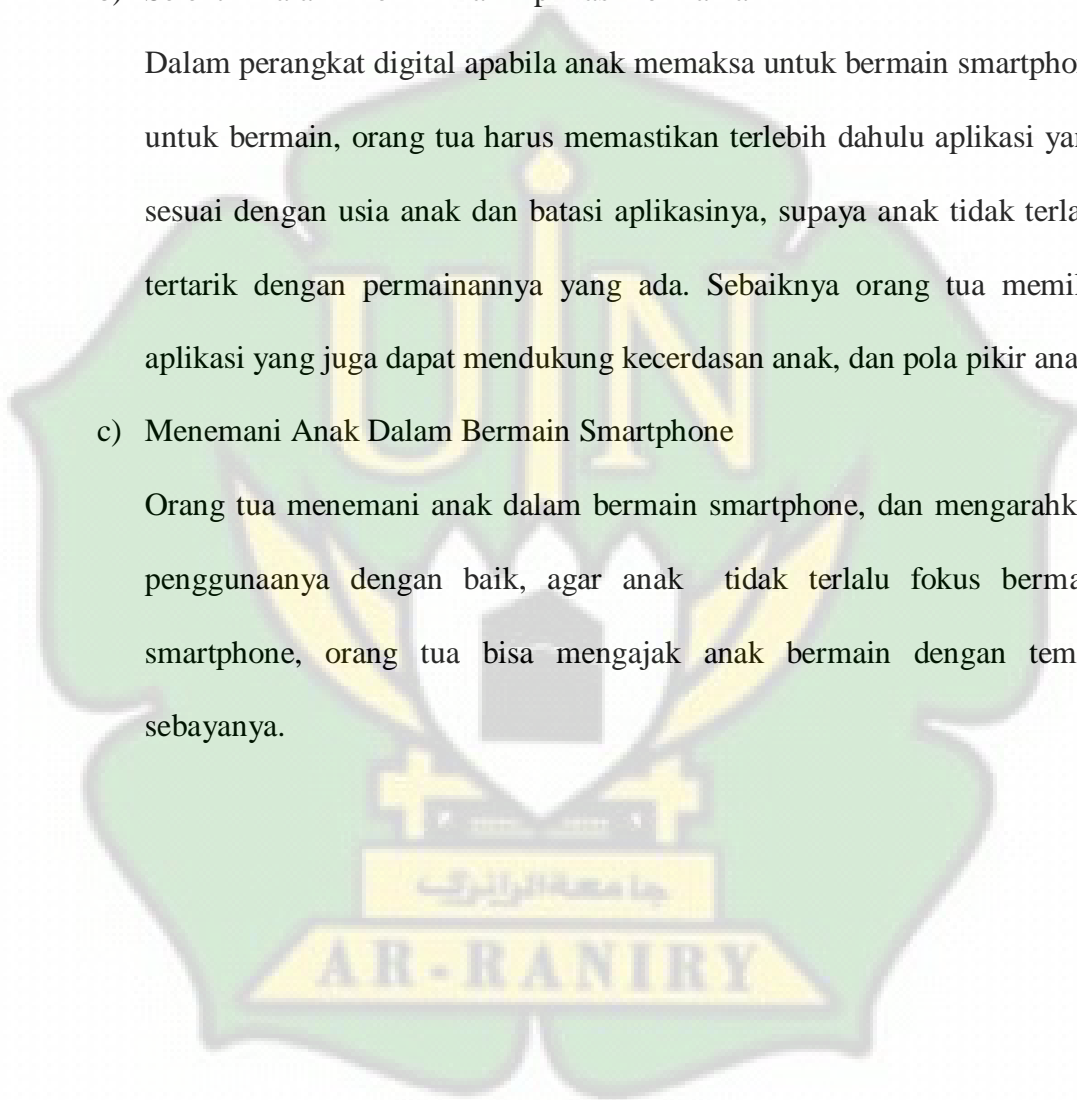 Dalam perangkat digital apabila anak memaksa untuk bermain smartpho
untuk bermain, orang tua harus memastikan terlebih dahulu aplikasi yan
sesuai dengan usia anak dan batasi aplikasinya, supaya anak tidak terla
tertarik dengan permainannya yang ada. Sebaiknya orang tua memil
aplikasi yang juga dapat mendukung kecerdasan anak, dan pola pikir ana
c) Menemani Anak Dalam Bermain Smartphone
Orang tua menemani anak dalam bermain smartphone, dan mengarahk
penggunaanya dengan baik, agar anak tidak terlalu fokus berma
smartphone, orang tua bisa mengajak anak bermain dengan tem
sebayanya.
UIN
جامعة الرانري
AR-RANIRY